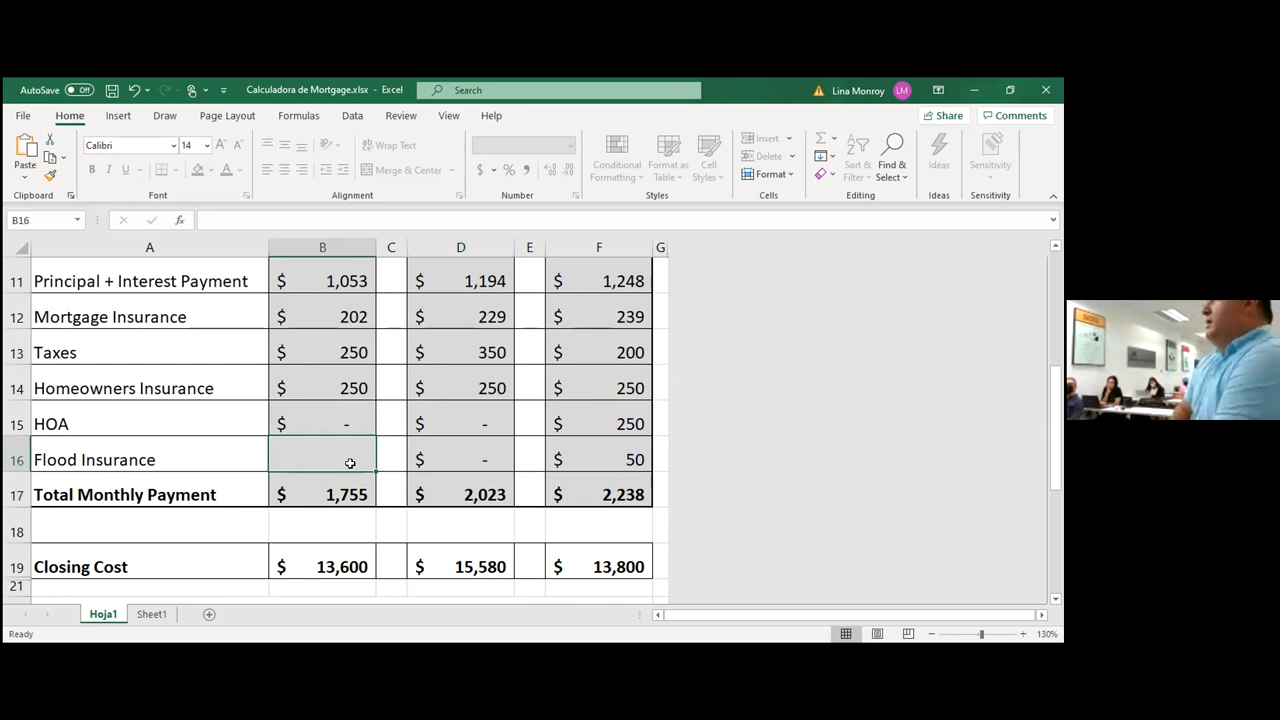 AutoSave Off Calculadora de Mortgage.xlsx - Excel Search Lina Monroy LM
File Home Insert Draw Page Layout Formulas Data Review View Help Share Comments
Calibri 14 Wrap Text Insert
Paste B I U Merge & Center $ % Conditional Formatting Format as Table Cell Styles Delete Format Sort & Filter Find & Select Ideas Sensitivity
Clipboard Font Alignment Number Styles Cells Editing Ideas Sensitivity
B16 fx
A B C D E F G
11 Principal + Interest Payment $ 1,053 $ 1,194 $ 1,248
12 Mortgage Insurance $ 202 $ 229 $ 239
13 Taxes $ 250 $ 350 $ 200
14 Homeowners Insurance $ 250 $ 250 $ 250
15 HOA $ - $ - $ 250
16 Flood Insurance $ - $ 50
17 Total Monthly Payment $ 1,755 $ 2,023 $ 2,238
18
19 Closing Cost $ 13,600 $ 15,580 $ 13,800
21
Hoja1 Sheet1
Ready 130%